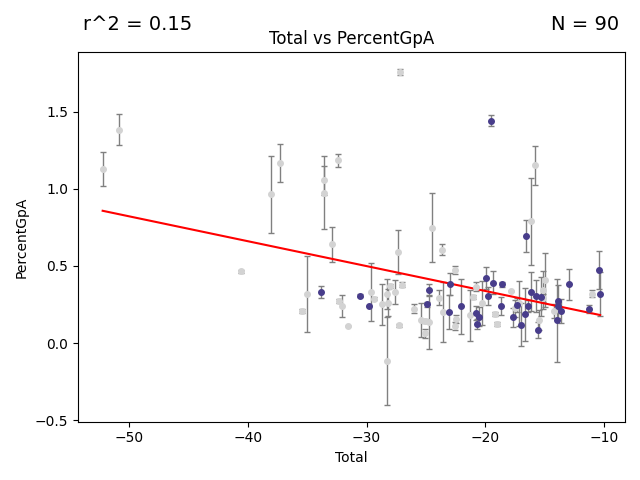 r^2 = 0.15
N = 90
Total vs PercentGpA
PercentGpA
1.5
1.0
0.5
0.0
−0.5
−50
−40
−30
−20
−10
Total